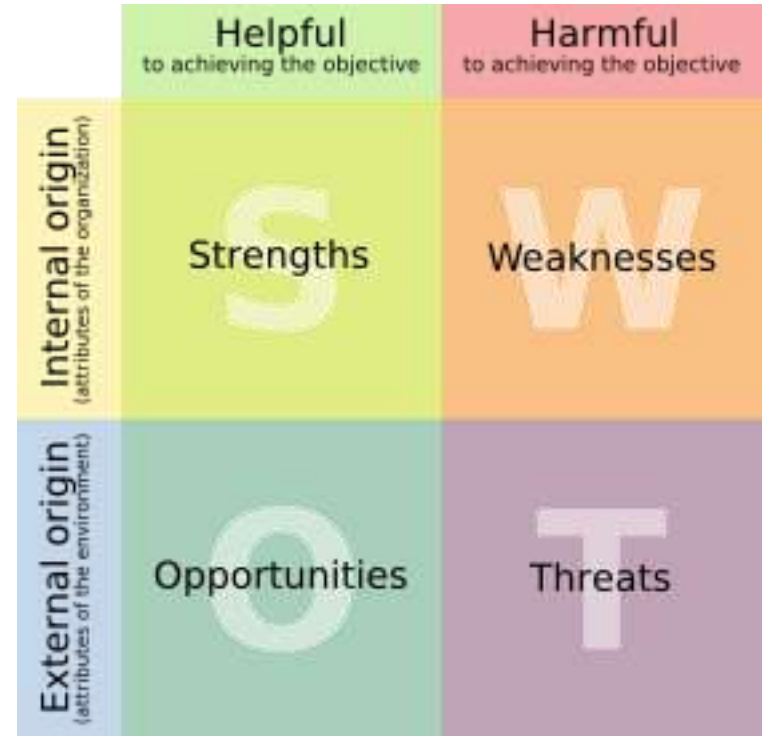 Helpful
to achieving the objective
Harmful
to achieving the objective
Internal origin
(attributes of the organization)
S
Strengths
W
Weaknesses
External origin
(attributes of the environment)
O
Opportunities
T
Threats